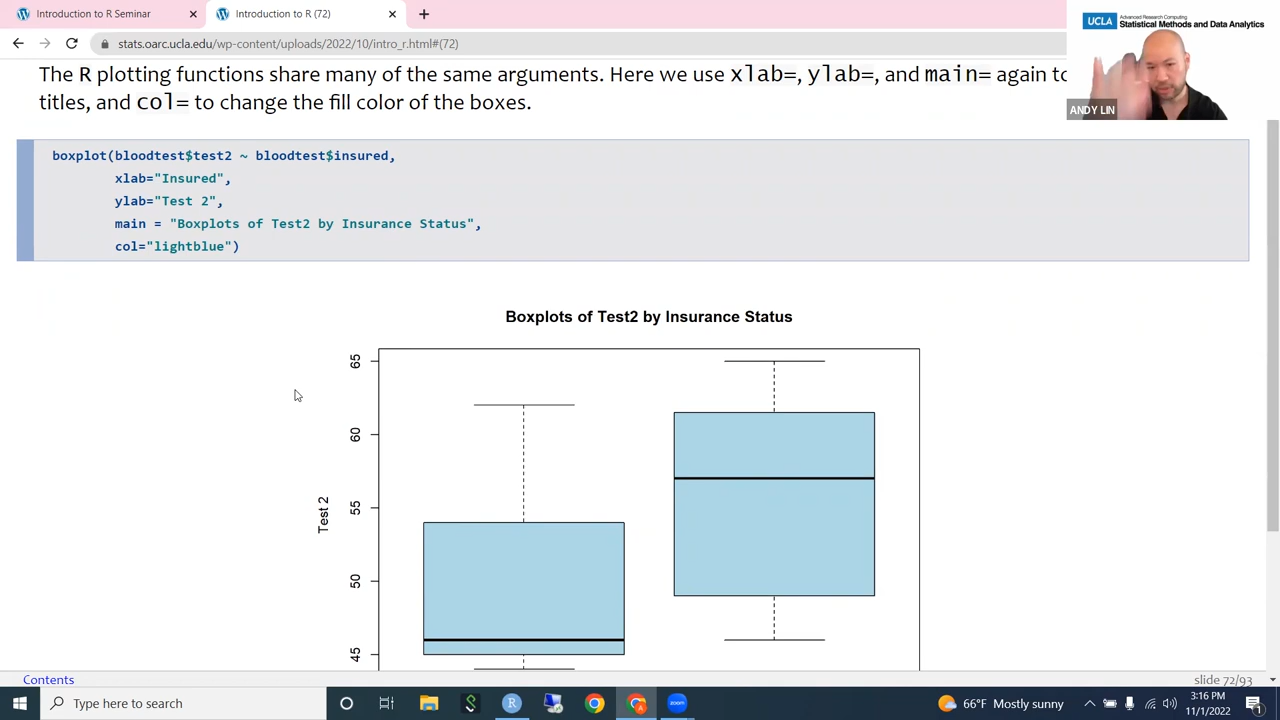 Introduction to R Seminar
Introduction to R (72)
stats.oarc.ucla.edu/wp-content/uploads/2022/10/intro_r.html#(72)
UCLA
Advanced Research Computing
Statistical Methods and Data Analytics
ANDY LIN
The R plotting functions share many of the same arguments. Here we use xlab=, ylab=, and main= again to
titles, and col= to change the fill color of the boxes.
boxplot(bloodtest$test2 ~ bloodtest$insured,
xlab="Insured",
ylab="Test 2",
main = "Boxplots of Test2 by Insurance Status",
col="lightblue")
Boxplots of Test2 by Insurance Status
65
60
55
50
45
Test 2
Contents
slide 72/93
Type here to search
R
zoom
66°F Mostly sunny
3:16 PM
11/1/2022
1